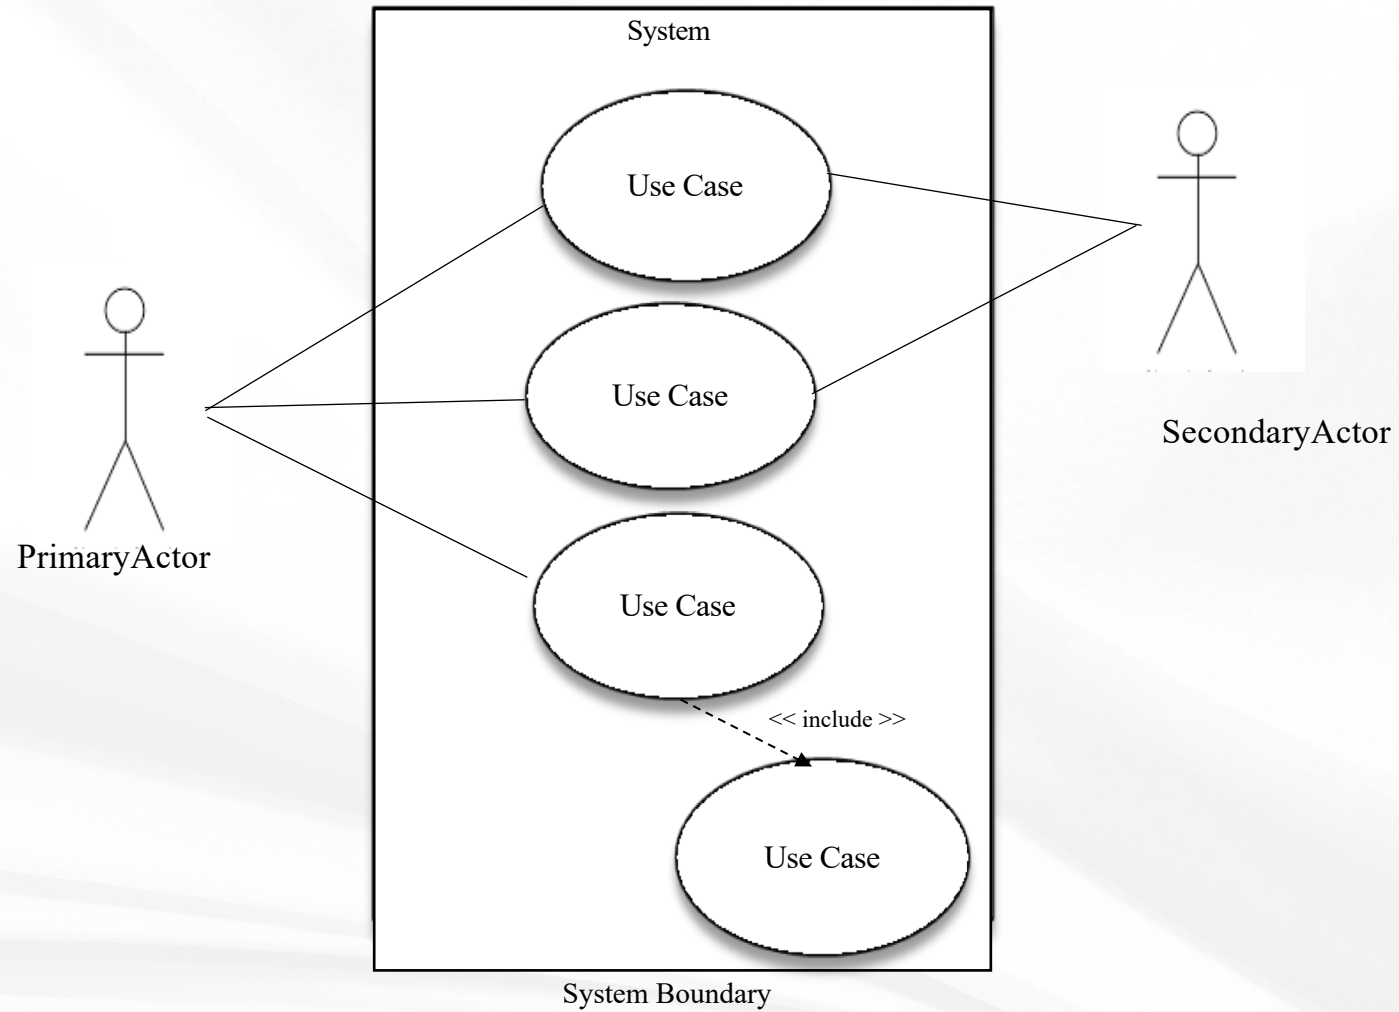 System
Use Case
Use Case
SecondaryActor
PrimaryActor
Use Case
<< include >>
Use Case
System Boundary